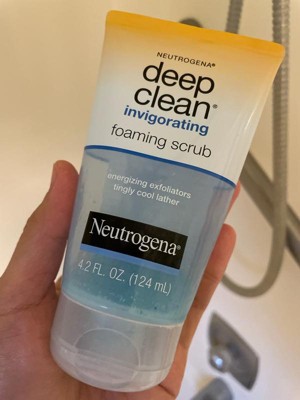 NEUTROGENA®
deep
clean®
invigorating
foaming scrub
energizing exfoliators
tingly cool lather
Neutrogena®
4.2 FL. OZ. (124 mL)